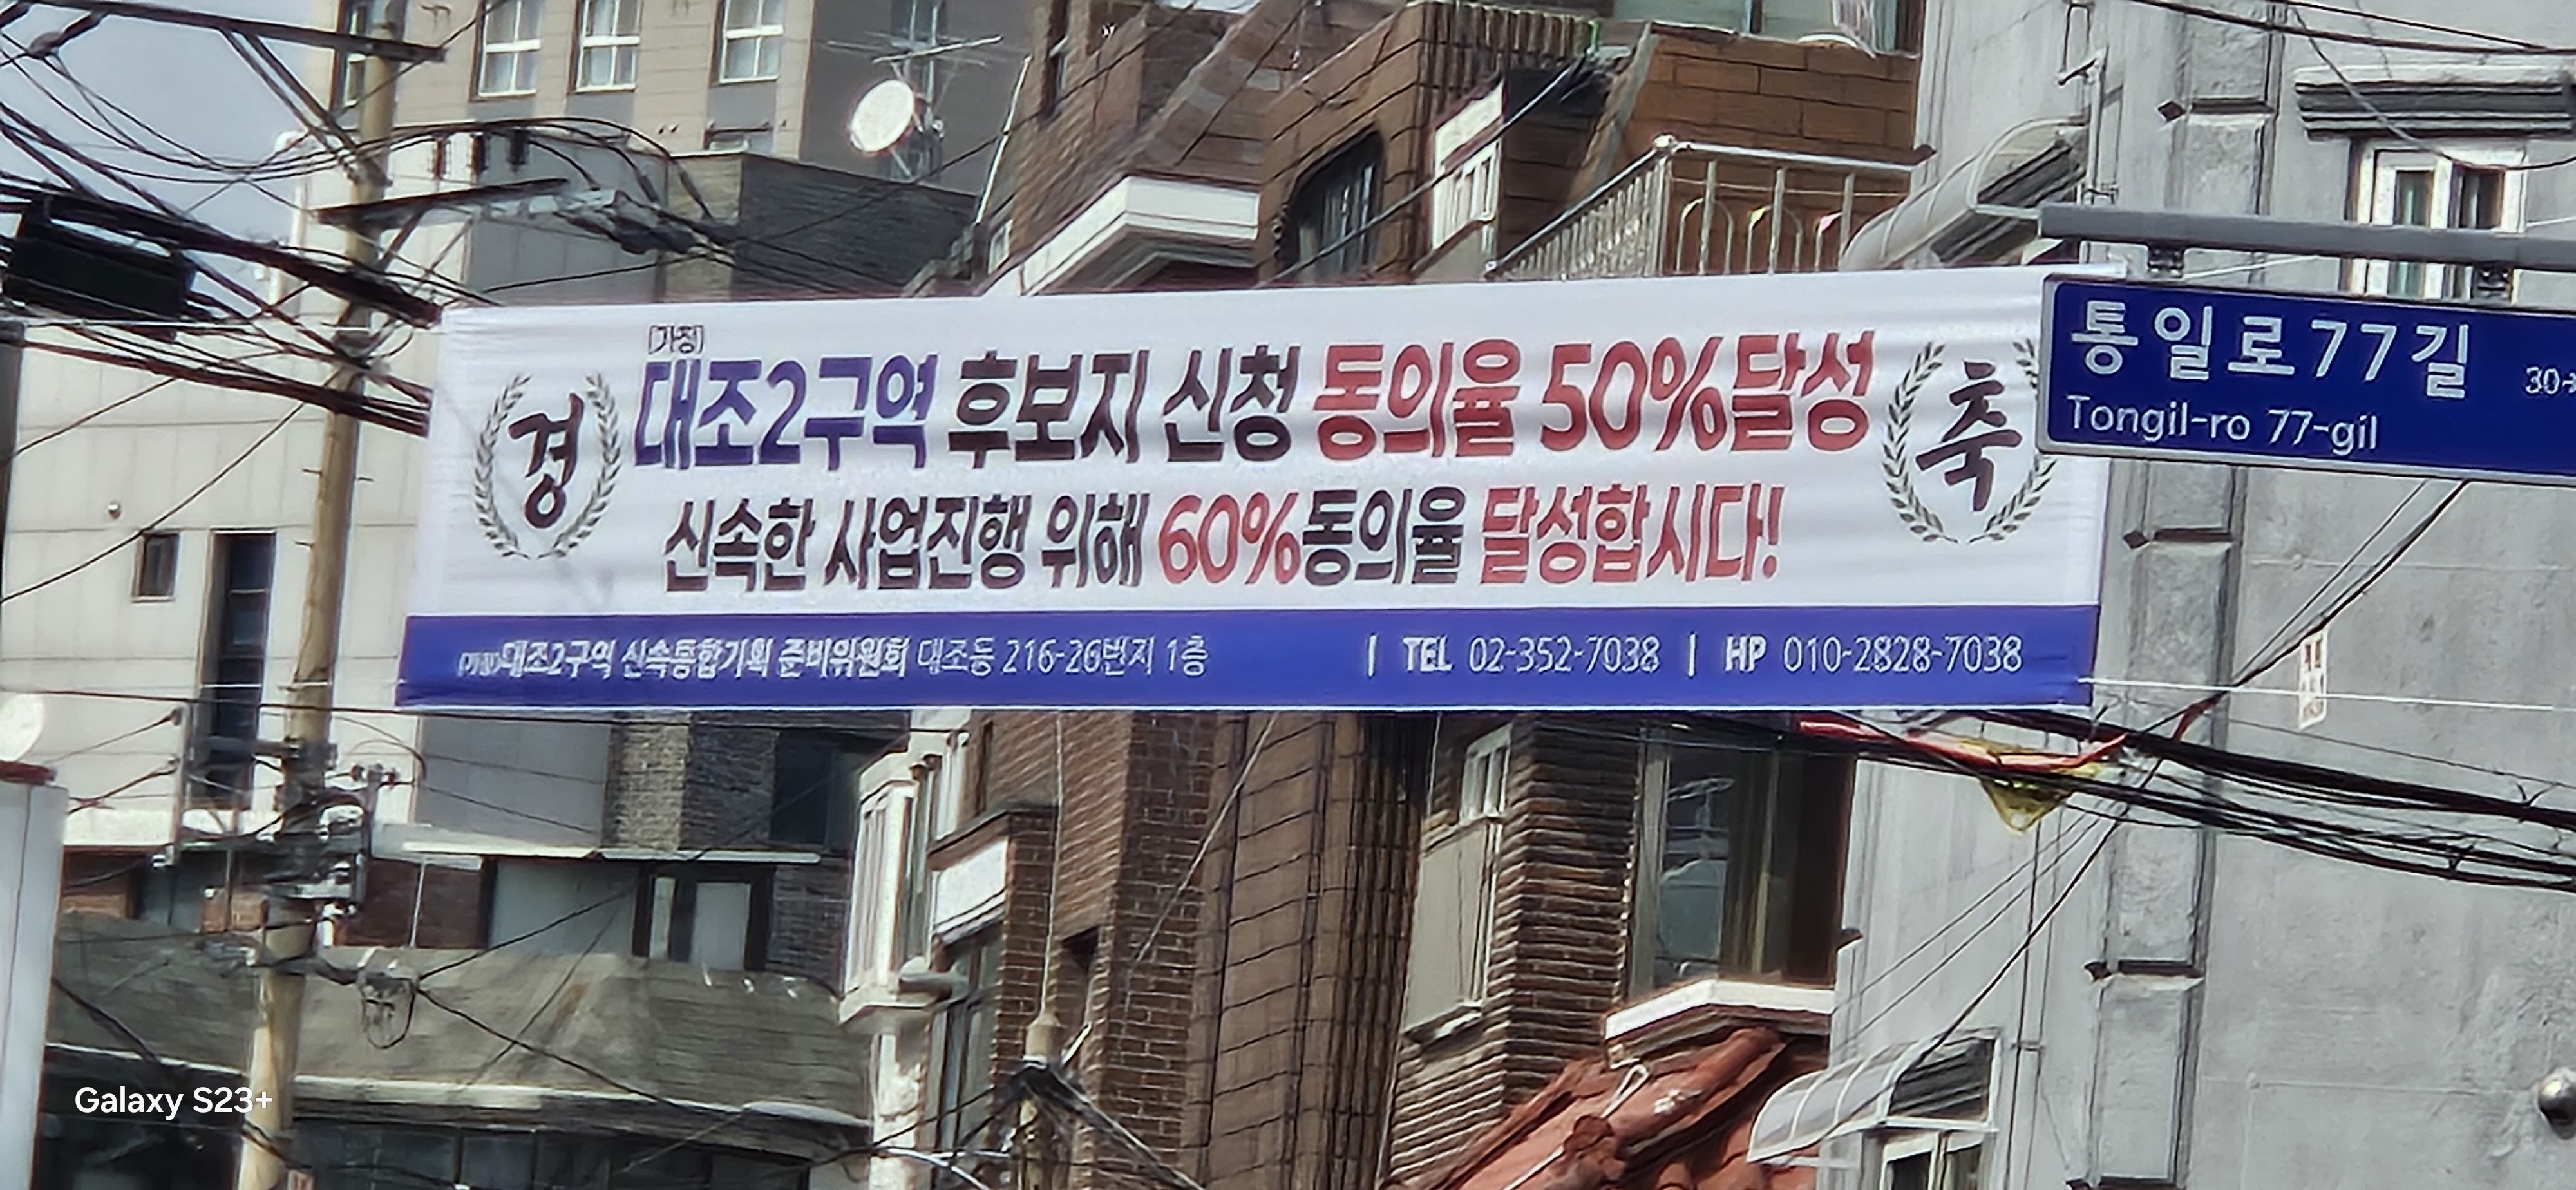 (가칭)
경 대조2구역 후보지 신청 동의율 50%달성 축
신속한 사업진행 위해 60%동의율 달성합시다!
(가칭)대조2구역 신속통합기획 준비위원회 대조동 216-26번지 1층 | TEL 02-352-7038 | HP 010-2828-7038
통일로77길
Tongil-ro 77-gil
Galaxy S23+